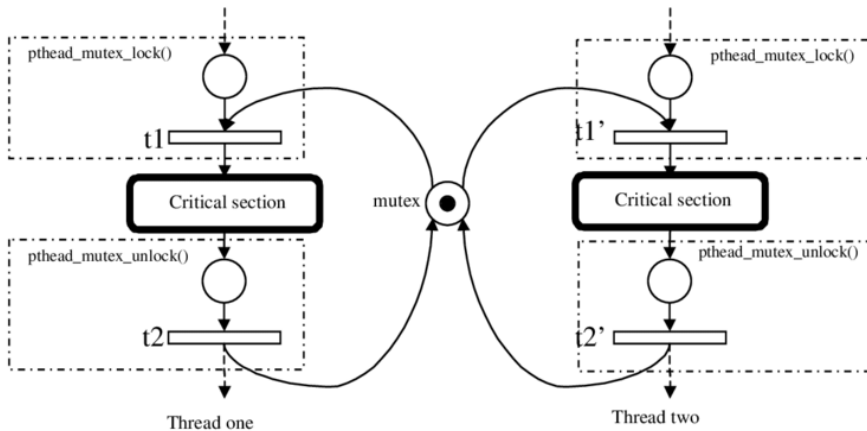 pthead_mutex_lock()
pthead_mutex_lock()
t1
t1’
Critical section
mutex
Critical section
pthead_mutex_unlock()
pthead_mutex_unlock()
t2
t2’
Thread one
Thread two